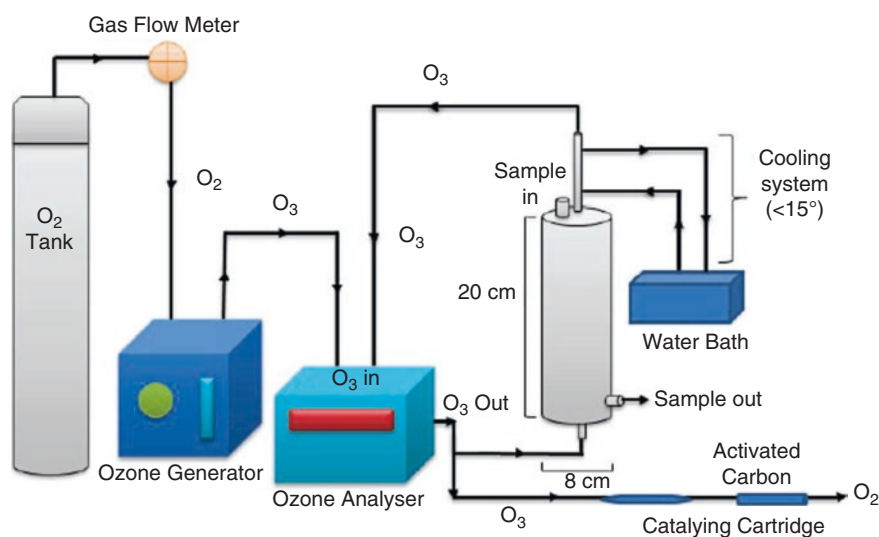 Gas Flow Meter
O₂
Tank
O₂
O₃
O₃
O₃
Sample
in
Cooling
system
(<15°)
20 cm
Water Bath
O₃ in
O₃ Out
Sample out
Ozone Generator
Ozone Analyser
8 cm
Activated
Carbon
O₃
O₂
Catalying Cartridge